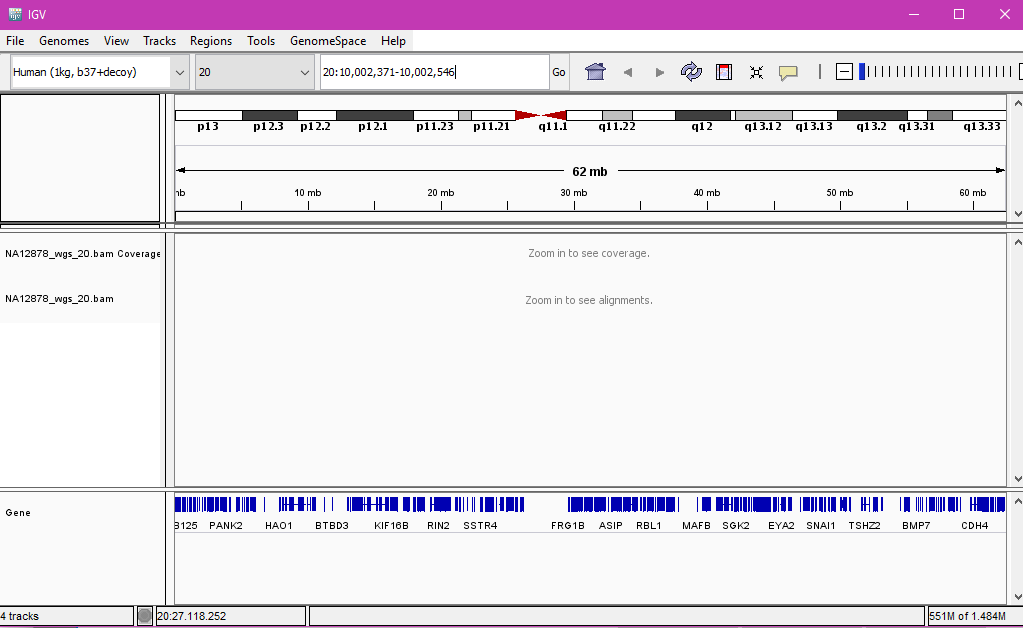 IGV
File Genomes View Tracks Regions Tools GenomeSpace Help
Human (1kg, b37+decoy) 20 20:10,002,371-10,002,546 Go
p13 p12.3 p12.2 p12.1 p11.23 p11.21 q11.1 q11.22 q12 q13.12 q13.13 q13.2 q13.31 q13.33
62 mb
mb 10 mb 20 mb 30 mb 40 mb 50 mb 60 mb
NA12878_wgs_20.bam Coverage Zoom in to see coverage.
NA12878_wgs_20.bam Zoom in to see alignments.
Gene
B125 PANK2 HAO1 BTBD3 KIF16B RIN2 SSTR4 FRG1B ASIP RBL1 MAFB SGK2 EYA2 SNAI1 TSHZ2 BMP7 CDH4
4 tracks 20:27.118.252 551M of 1.484M